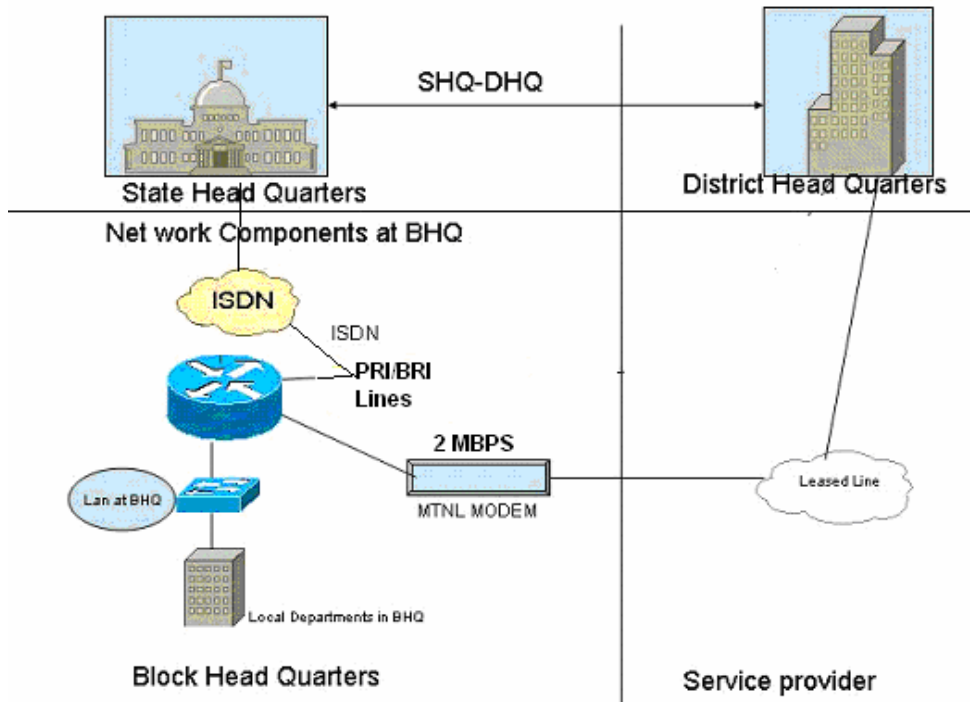 SHQ-DHQ
State Head Quarters
District Head Quarters
Net work Components at BHQ
ISDN
ISDN
PRI/BRI
Lines
2 MBPS
MTNL MODEM
Leased Line
Lan at BHQ
Local Departments in BHQ
Block Head Quarters
Service provider